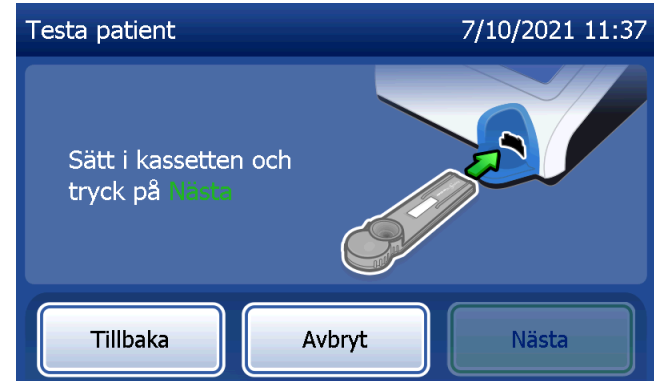 Testa patient 7/10/2021 11:37
Sätt i kassetten och
tryck på Nästa
Tillbaka Avbryt Nästa